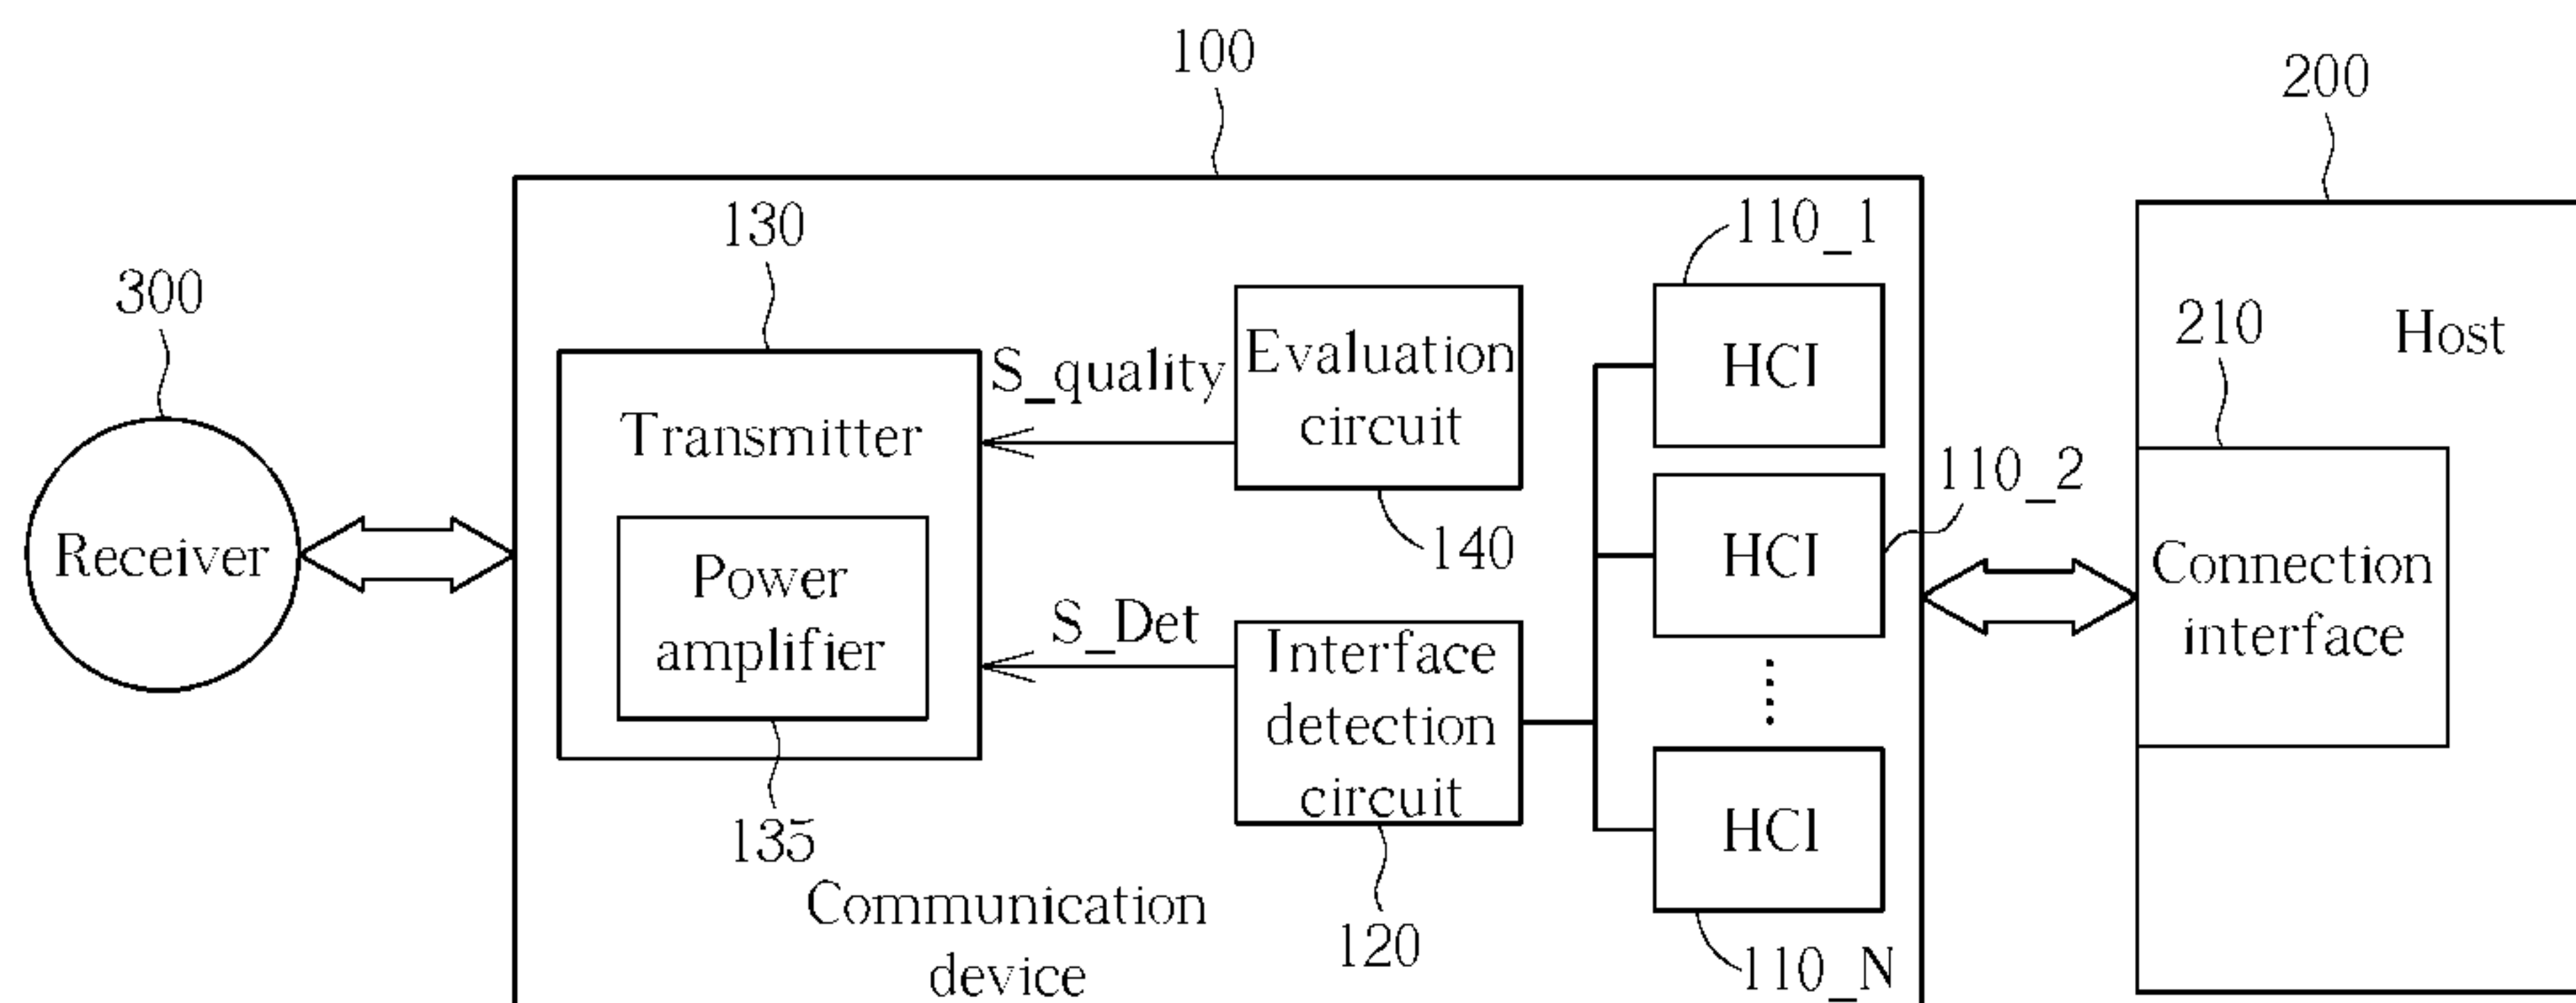 100
200
130
110_1
300
210
Host
S_quality
Evaluation
circuit
HCI
Transmitter
110_2
140
HCI
Receiver
Power
amplifier
Connection
interface
S_Det
Interface
detection
circuit
HCI
135
Communication
device
120
110_N